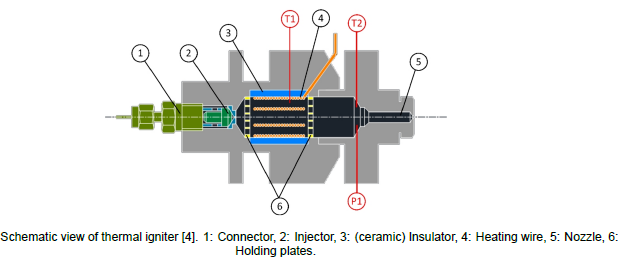 T1
4
T2
3
1
2
5
6
P1
Schematic view of thermal igniter [4]. 1: Connector, 2: Injector, 3: (ceramic) Insulator, 4: Heating wire, 5: Nozzle, 6:
Holding plates.